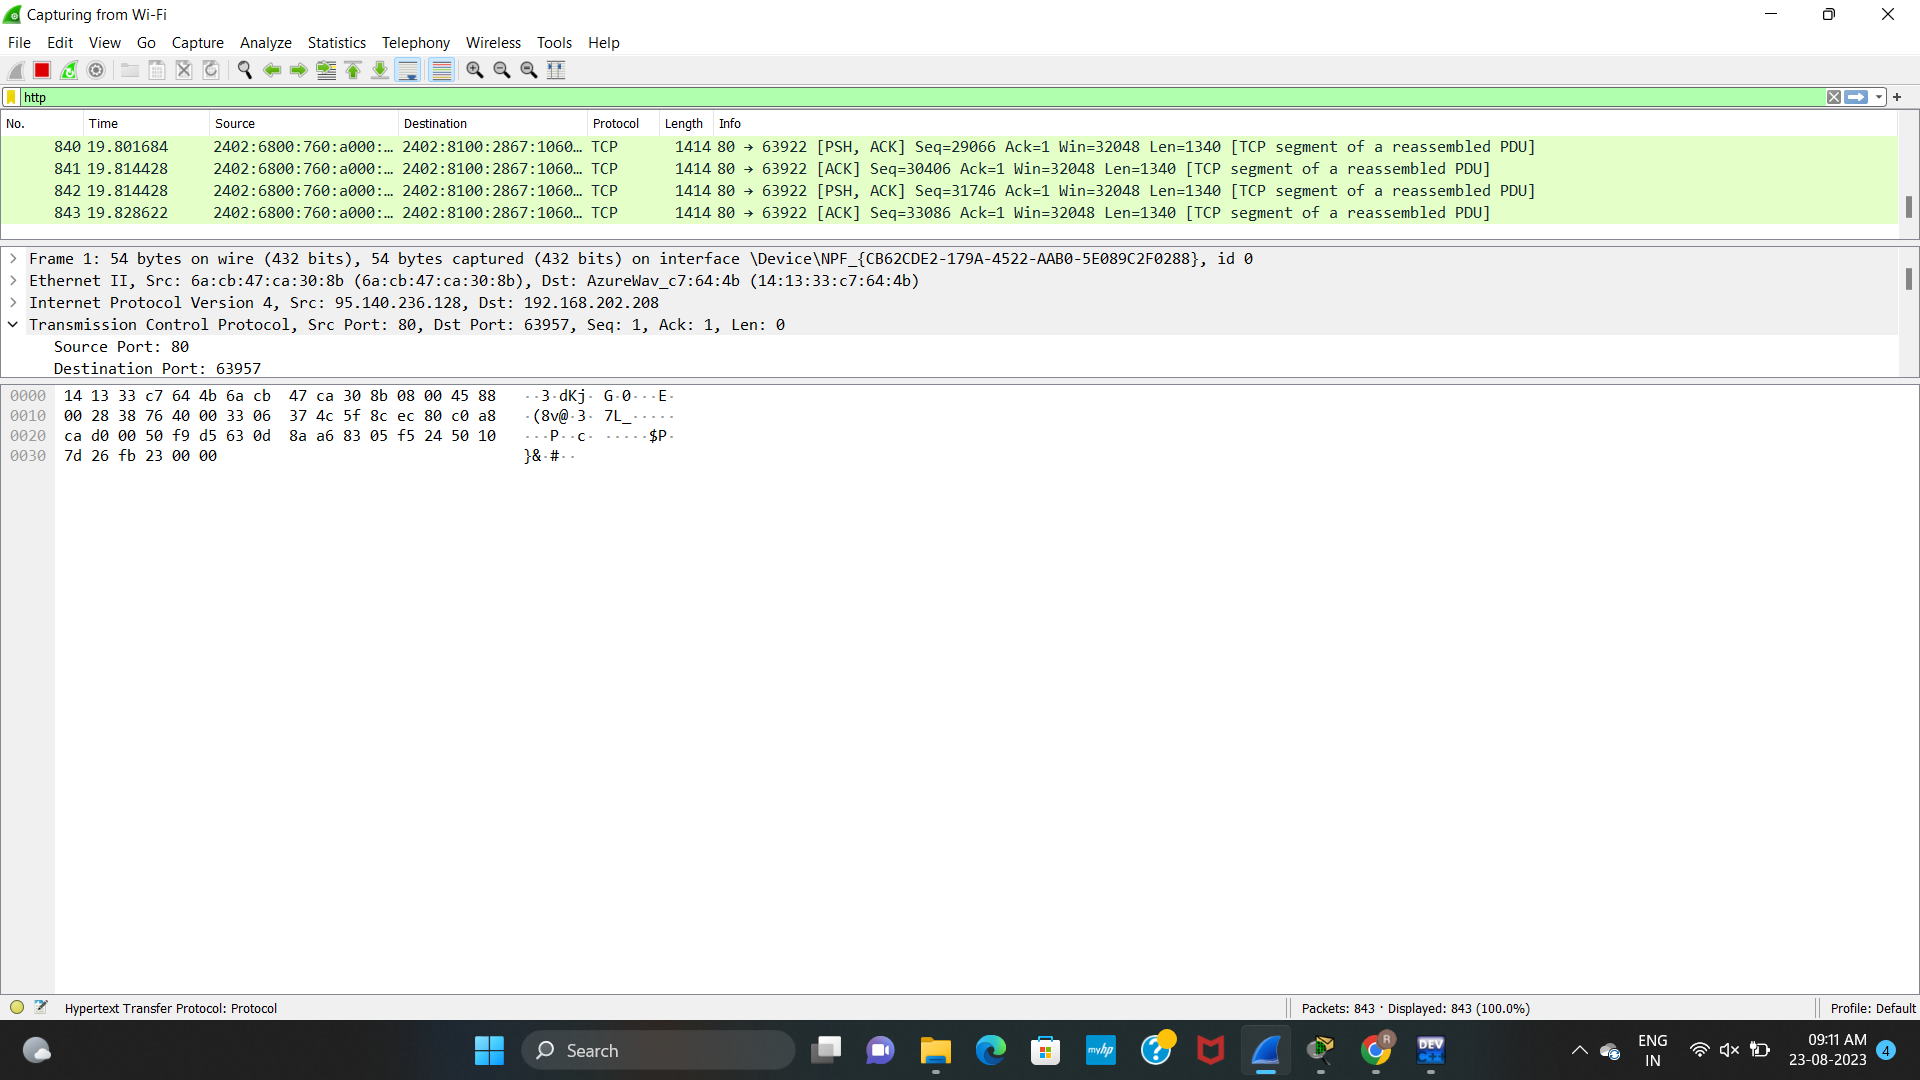 Capturing from Wi-Fi
File Edit View Go Capture Analyze Statistics Telephony Wireless Tools Help
http
No. Time Source Destination Protocol Length Info
840 19.801684 2402:6800:760:a000:… 2402:8100:2867:1060… TCP 1414 80 → 63922 [PSH, ACK] Seq=29066 Ack=1 Win=32048 Len=1340 [TCP segment of a reassembled PDU]
841 19.814428 2402:6800:760:a000:… 2402:8100:2867:1060… TCP 1414 80 → 63922 [ACK] Seq=30406 Ack=1 Win=32048 Len=1340 [TCP segment of a reassembled PDU]
842 19.814428 2402:6800:760:a000:… 2402:8100:2867:1060… TCP 1414 80 → 63922 [PSH, ACK] Seq=31746 Ack=1 Win=32048 Len=1340 [TCP segment of a reassembled PDU]
843 19.828622 2402:6800:760:a000:… 2402:8100:2867:1060… TCP 1414 80 → 63922 [ACK] Seq=33086 Ack=1 Win=32048 Len=1340 [TCP segment of a reassembled PDU]
Frame 1: 54 bytes on wire (432 bits), 54 bytes captured (432 bits) on interface \Device\NPF_{CB62CDE2-179A-4522-AAB0-5E089C2F0288}, id 0
Ethernet II, Src: 6a:cb:47:ca:30:8b (6a:cb:47:ca:30:8b), Dst: AzureWav_c7:64:4b (14:13:33:c7:64:4b)
Internet Protocol Version 4, Src: 95.140.236.128, Dst: 192.168.202.208
Transmission Control Protocol, Src Port: 80, Dst Port: 63957, Seq: 1, Ack: 1, Len: 0
Source Port: 80
Destination Port: 63957
0000 14 13 33 c7 64 4b 6a cb 47 ca 30 8b 08 00 45 88 ··3·dKj· G·0···E·
0010 00 28 38 76 40 00 33 06 37 4c 5f 8c ec 80 c0 a8 ·(8v@·3· 7L_·····
0020 ca d0 00 50 f9 d5 63 0d 8a a6 83 05 f5 24 50 10 ···P··c· ·····$P·
0030 7d 26 fb 23 00 00 }&·#··
Hypertext Transfer Protocol: Protocol
Packets: 843 · Displayed: 843 (100.0%)
Profile: Default
Search
myhp
R
DEV
C++
ENG
IN
09:11 AM
23-08-2023
4